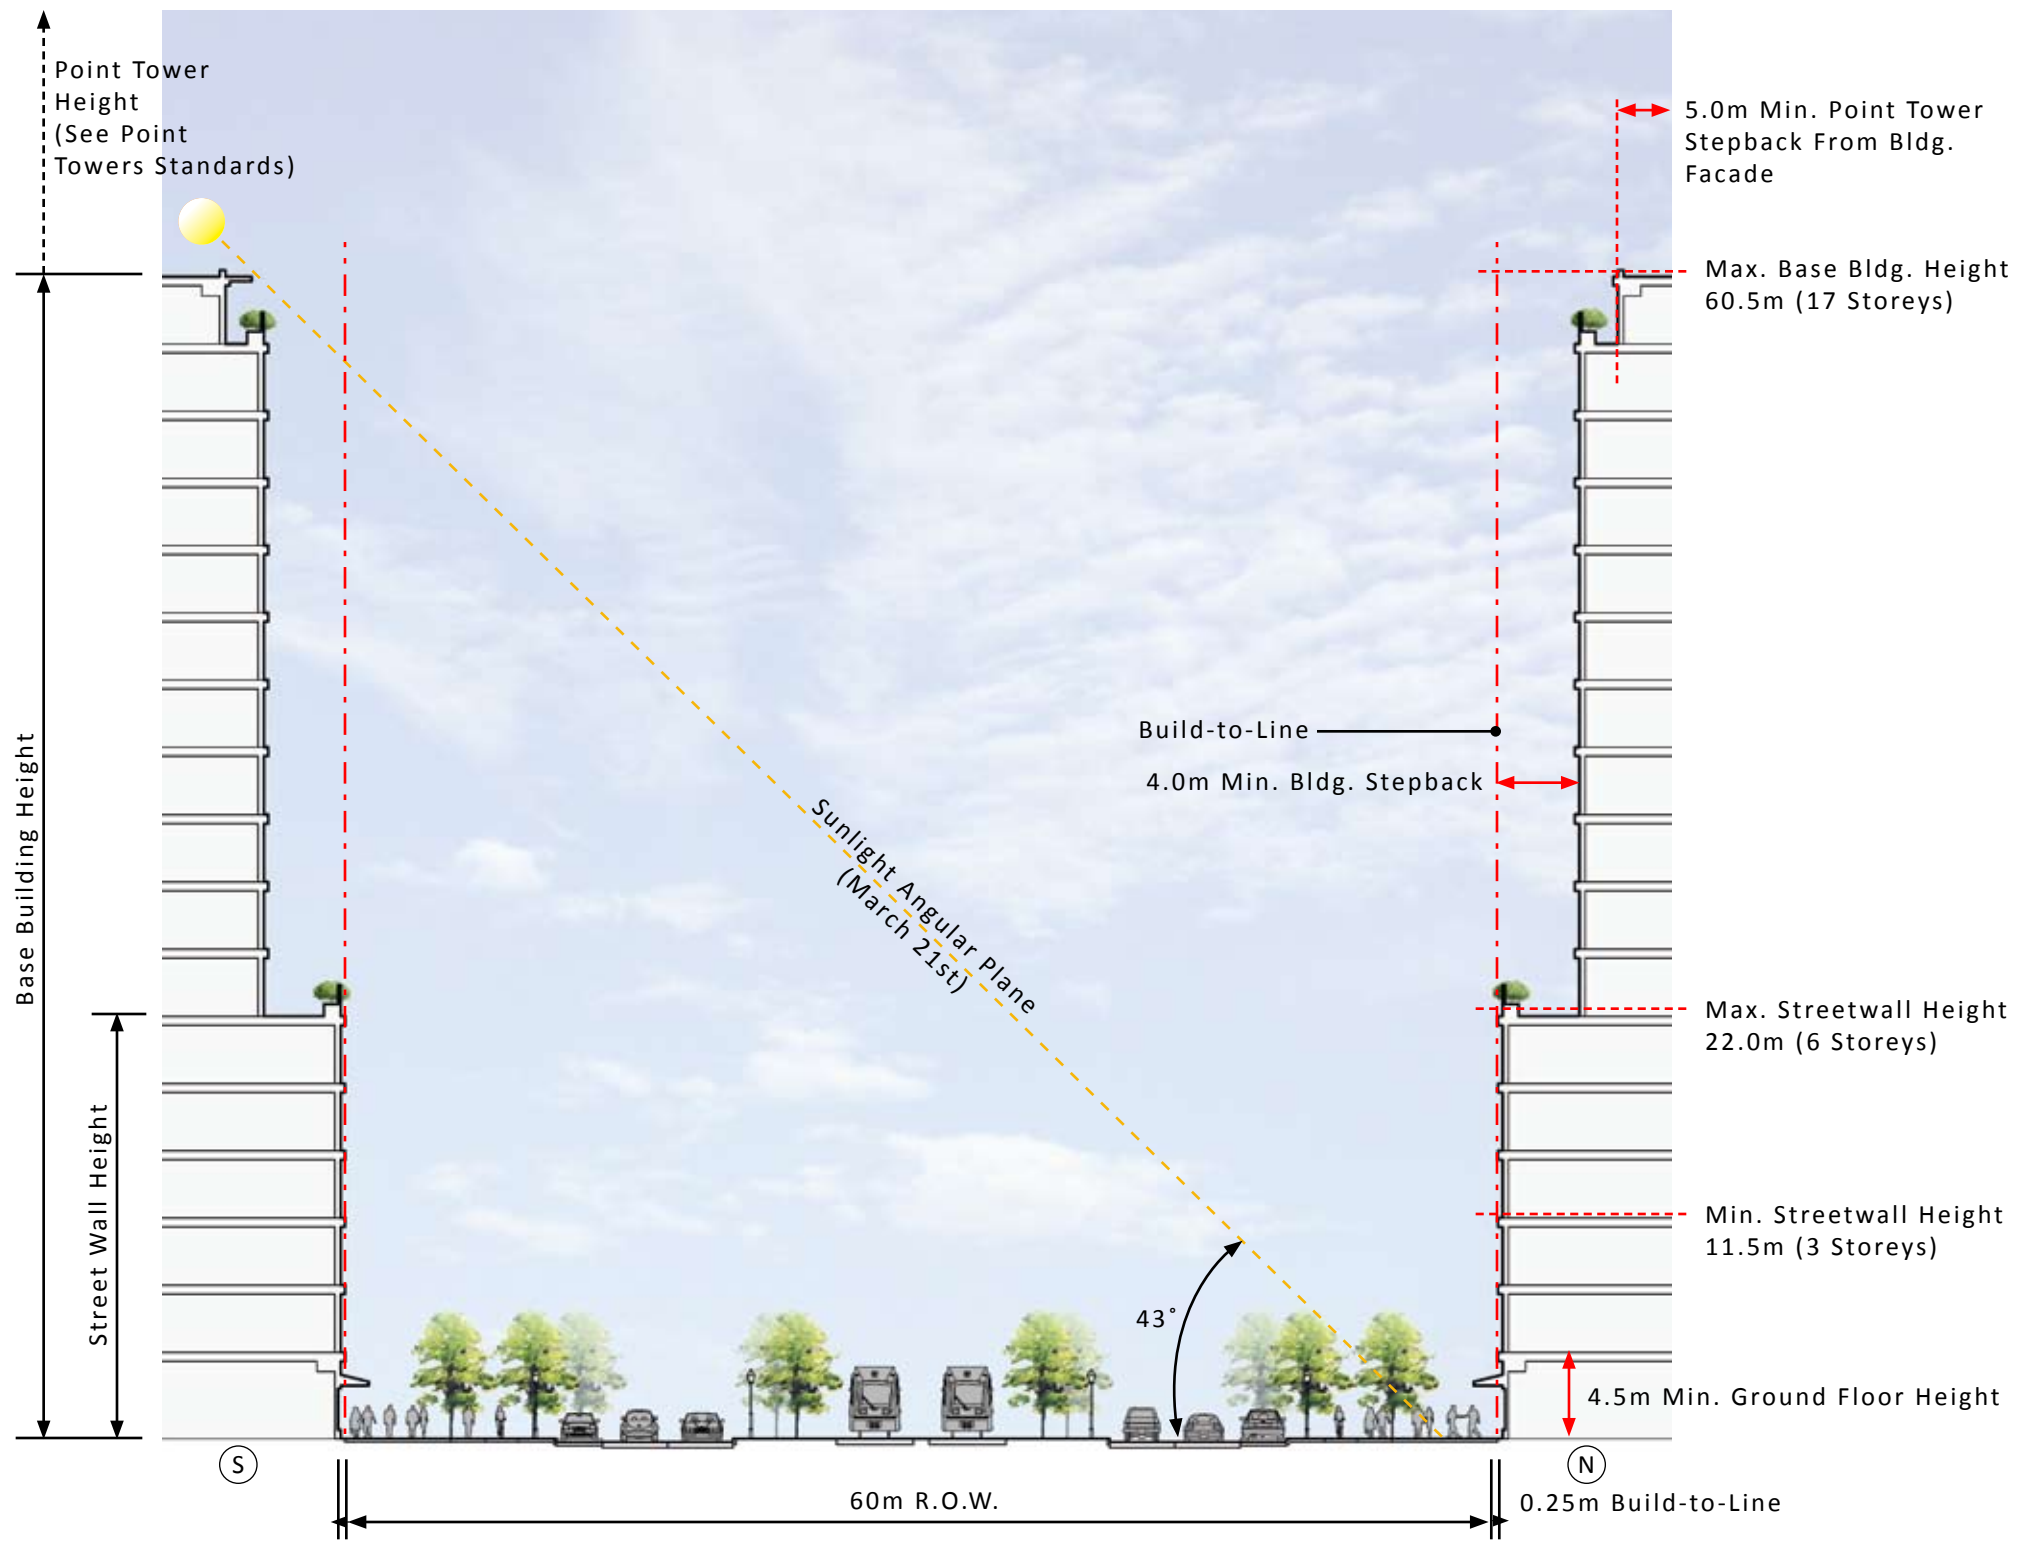 Point Tower
Height
(See Point
Towers Standards)
5.0m Min. Point Tower
Stepback From Bldg.
Facade
Max. Base Bldg. Height
60.5m (17 Storeys)
Build-to-Line
4.0m Min. Bldg. Stepback
Base Building Height
Sunlight Angular Plane
(March 21st)
Max. Streetwall Height
22.0m (6 Storeys)
Street Wall Height
Min. Streetwall Height
11.5m (3 Storeys)
43˚
4.5m Min. Ground Floor Height
S
N
60m R.O.W.
0.25m Build-to-Line